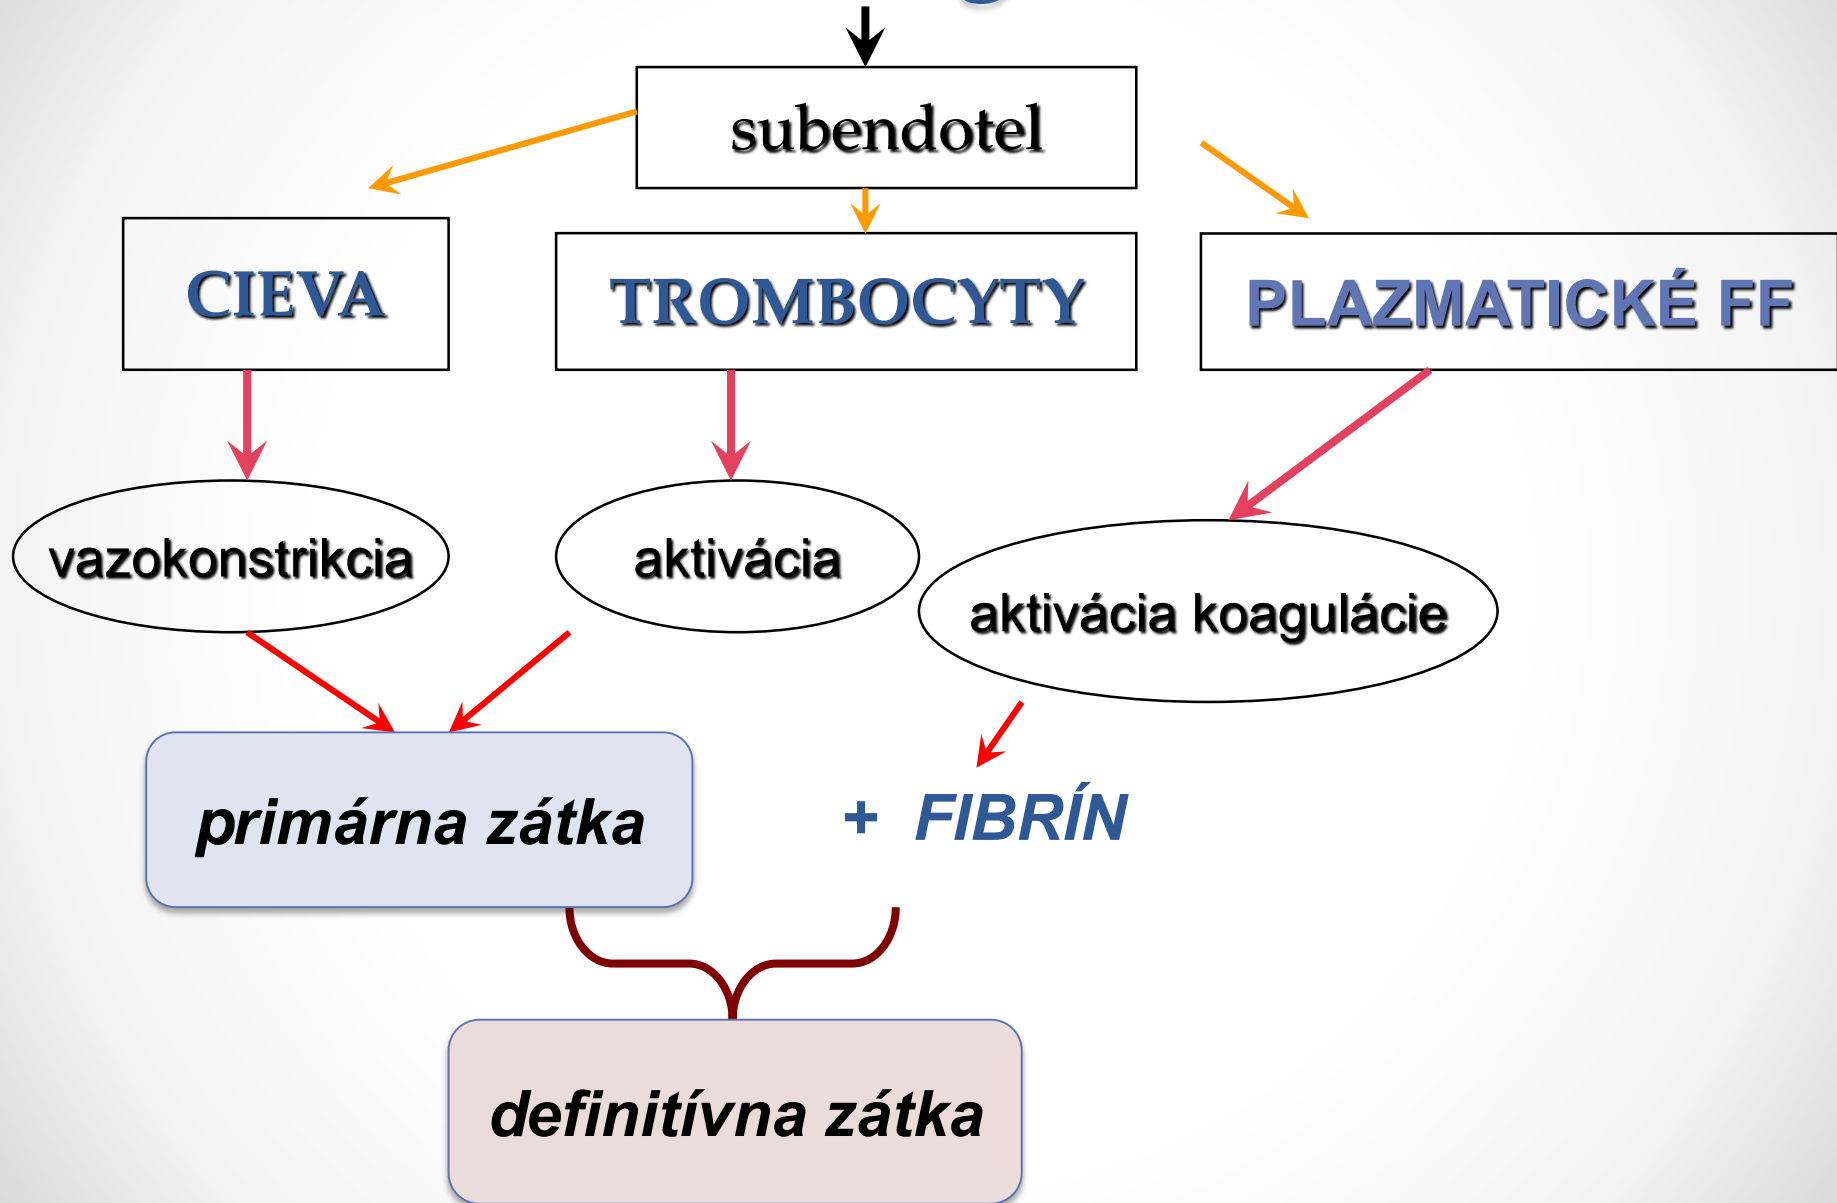 subendotel
CIEVA
TROMBOCYTY
PLAZMATICKÉ FF
vazokonstrikcia
aktivácia
aktivácia koagulácie
primárna zátka
+ FIBRÍN
definitívna zátka